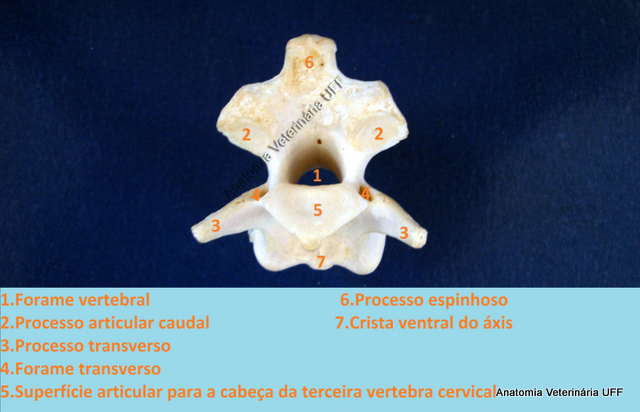 6
Anatomia Veterinária UFF
2 2
1
4 4
5
3 3
7
1.Forame vertebral 6.Processo espinhoso
2.Processo articular caudal 7.Crista ventral do áxis
3.Processo transverso
4.Forame transverso
5.Superfície articular para a cabeça da terceira vertebra cervical Anatomia Veterinária UFF